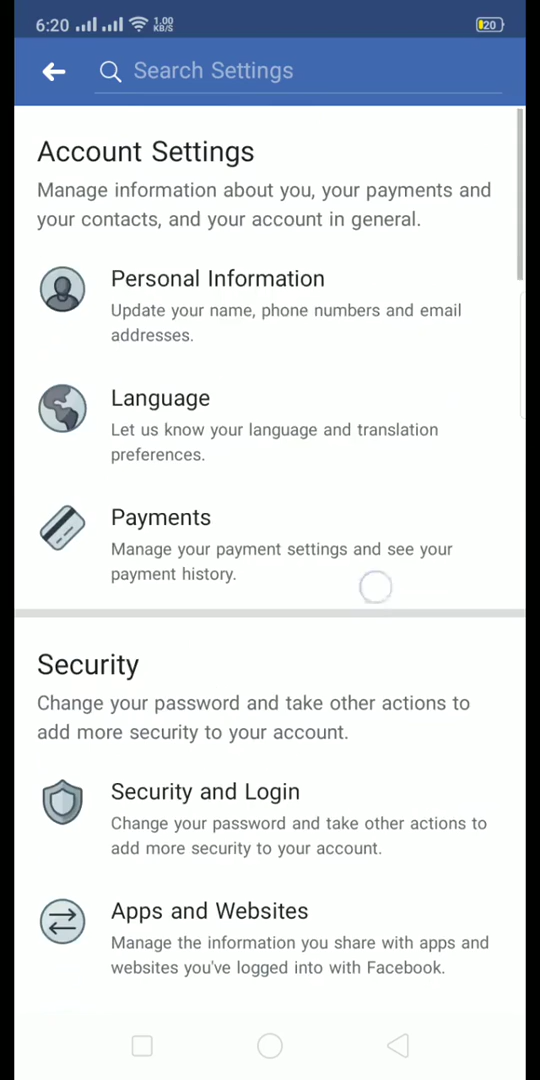 6:20 1.00 KB/S 20
Search Settings
Account Settings
Manage information about you, your payments and
your contacts, and your account in general.
Personal Information
Update your name, phone numbers and email
addresses.
Language
Let us know your language and translation
preferences.
Payments
Manage your payment settings and see your
payment history.
Security
Change your password and take other actions to
add more security to your account.
Security and Login
Change your password and take other actions to
add more security to your account.
Apps and Websites
Manage the information you share with apps and
websites you've logged into with Facebook.